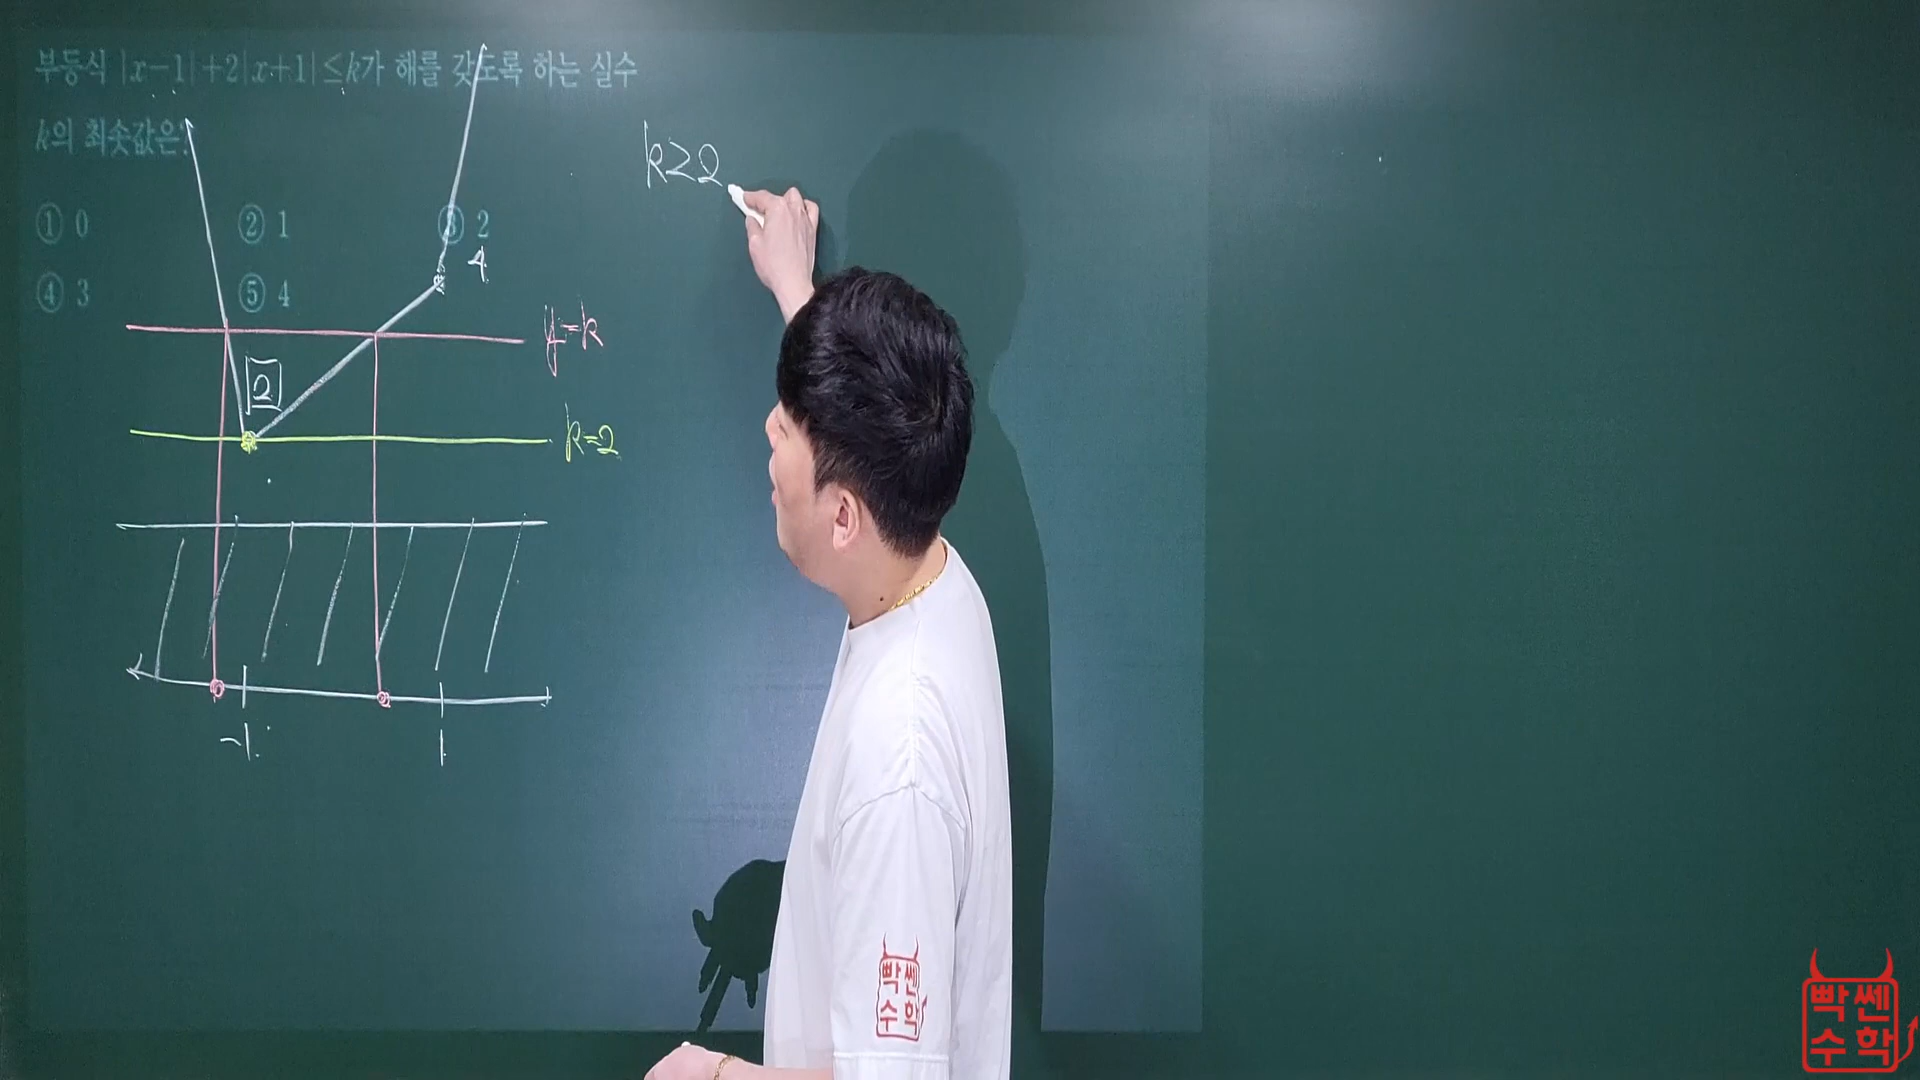 부등식 |x-1|+2|x+1|≤k가 해를 갖도록 하는 실수
k의 최솟값은?
① 0 ② 1 ③ 2
④ 3 ⑤ 4
k≥2
4
y=k
2
k=2
-1
1
빡쎈
수학
빡쎈
수학